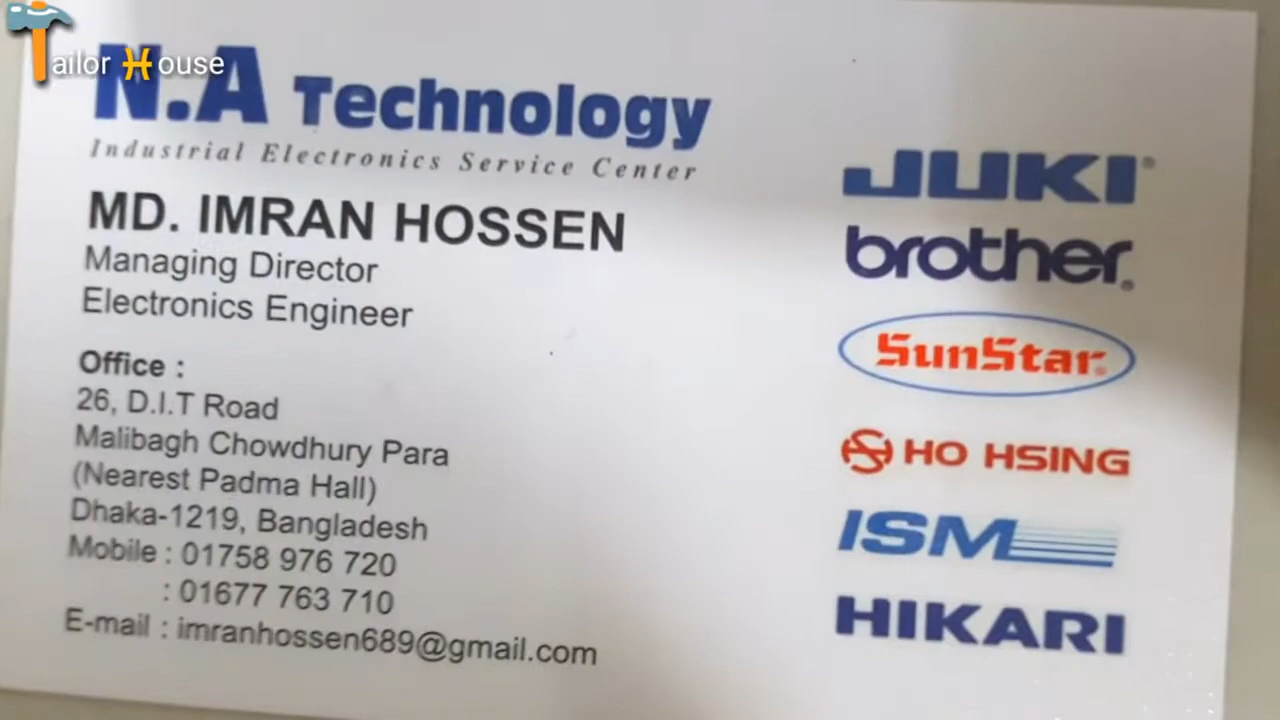 Tailor House
N.A Technology
Industrial Electronics Service Center
MD. IMRAN HOSSEN
Managing Director
Electronics Engineer
Office :
26, D.I.T Road
Malibagh Chowdhury Para
(Nearest Padma Hall)
Dhaka-1219, Bangladesh
Mobile : 01758 976 720
: 01677 763 710
E-mail : imranhossen689@gmail.com
JUKI®
brother®
SunStar®
HO HSING
ISM
HIKARI